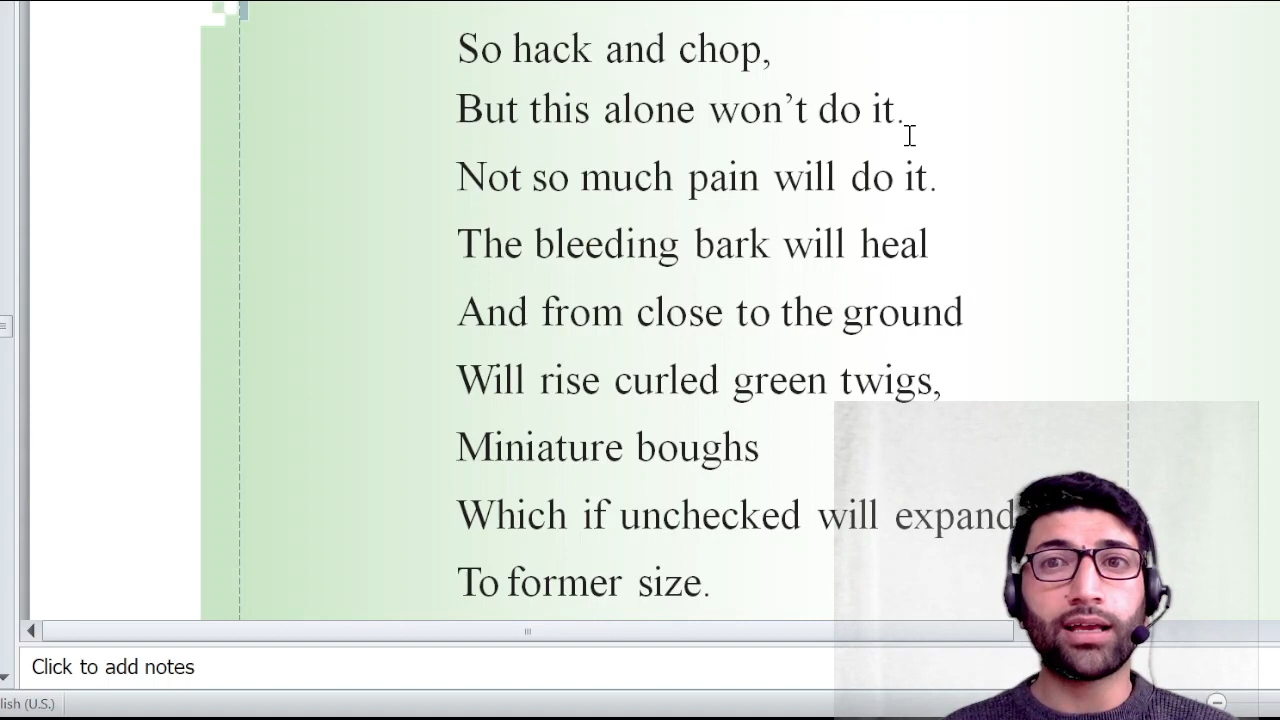 So hack and chop,
But this alone won’t do it.
Not so much pain will do it.
The bleeding bark will heal
And from close to the ground
Will rise curled green twigs,
Miniature boughs
Which if unchecked will expand
To former size.
Click to add notes
lish (U.S.)